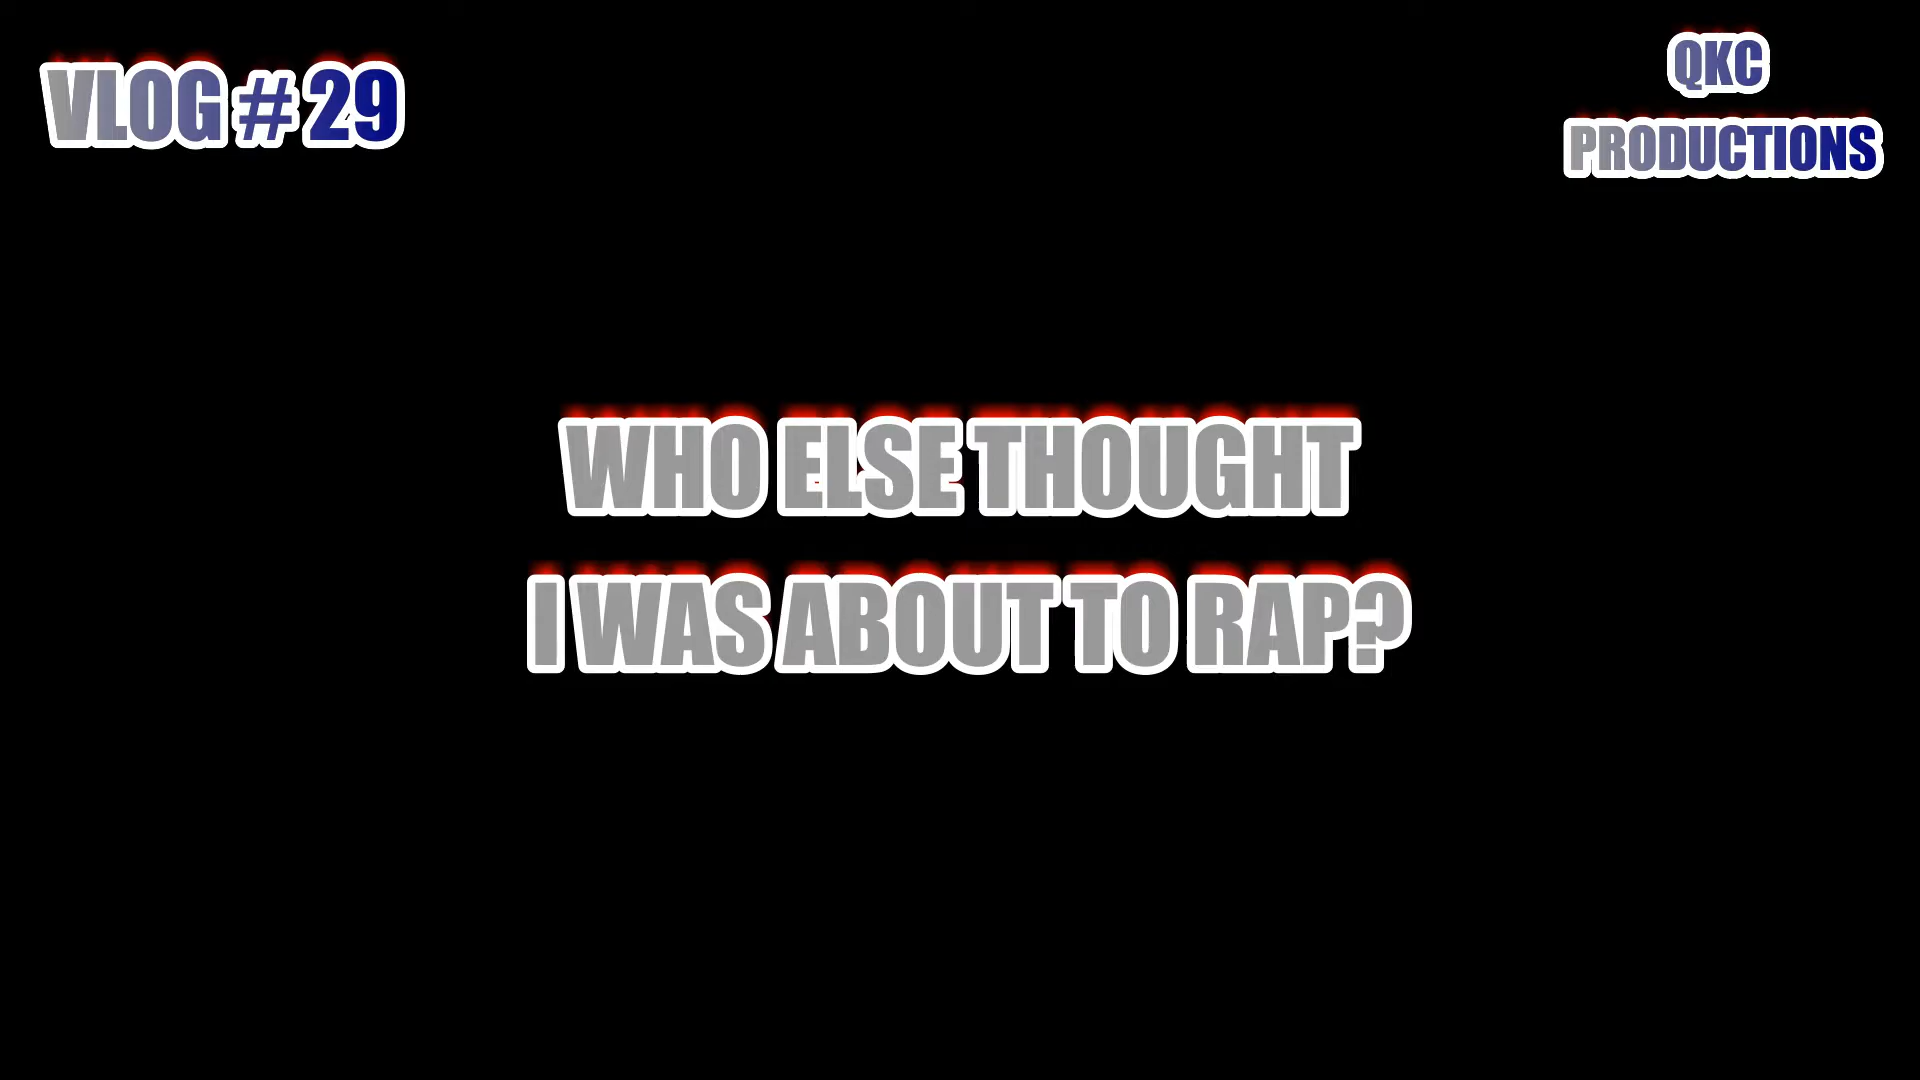 VLOG # 29
QKC
PRODUCTIONS
WHO ELSE THOUGHT
I WAS ABOUT TO RAP?